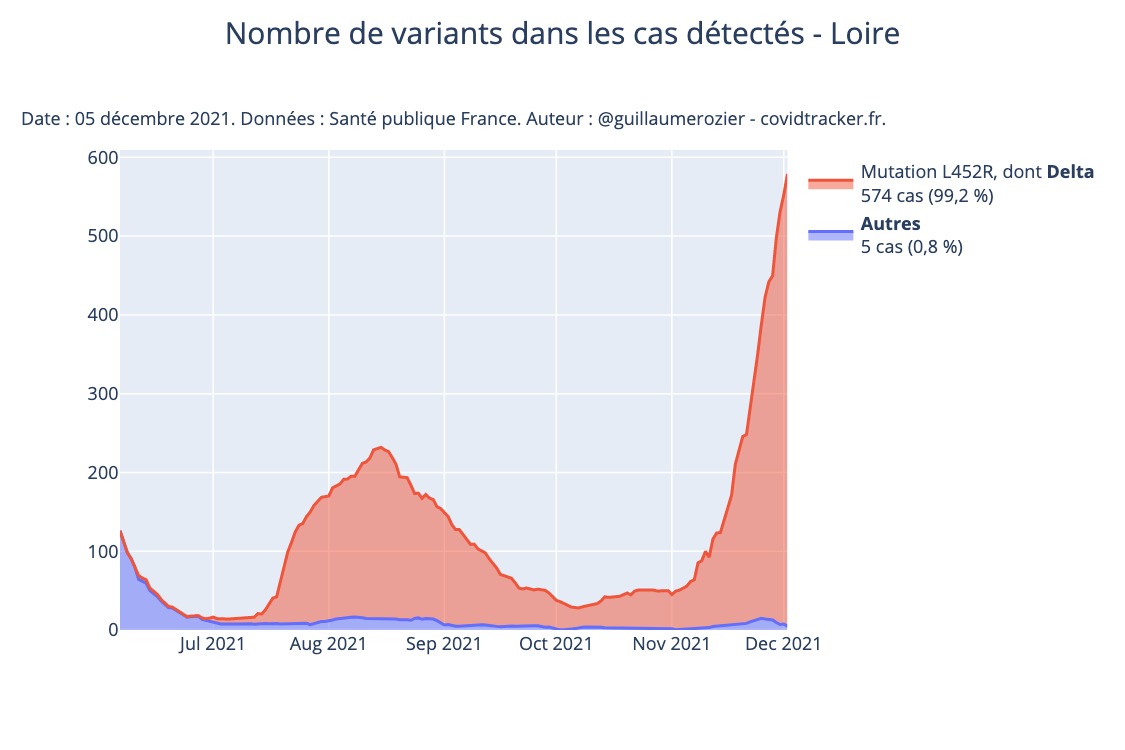 Nombre de variants dans les cas détectés - Loire
Date : 05 décembre 2021. Données : Santé publique France. Auteur : @guillaumerozier - covidtracker.fr.
600
500
400
300
200
100
0
Jul 2021
Aug 2021
Sep 2021
Oct 2021
Nov 2021
Dec 2021
Mutation L452R, dont Delta
574 cas (99,2 %)
Autres
5 cas (0,8 %)